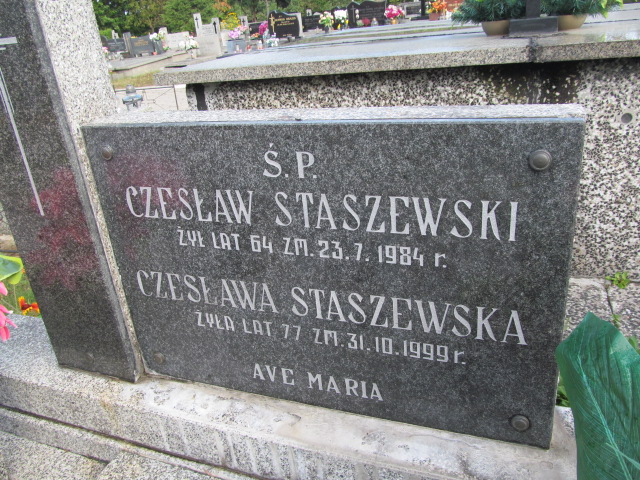 Ś.P.
CZESŁAW STASZEWSKI
ŻYŁ LAT 64 ZM. 23.7.1984 r.
CZESŁAWA STASZEWSKA
ŻYŁA LAT 77 ZM. 31.10.1999 r.
AVE MARIA